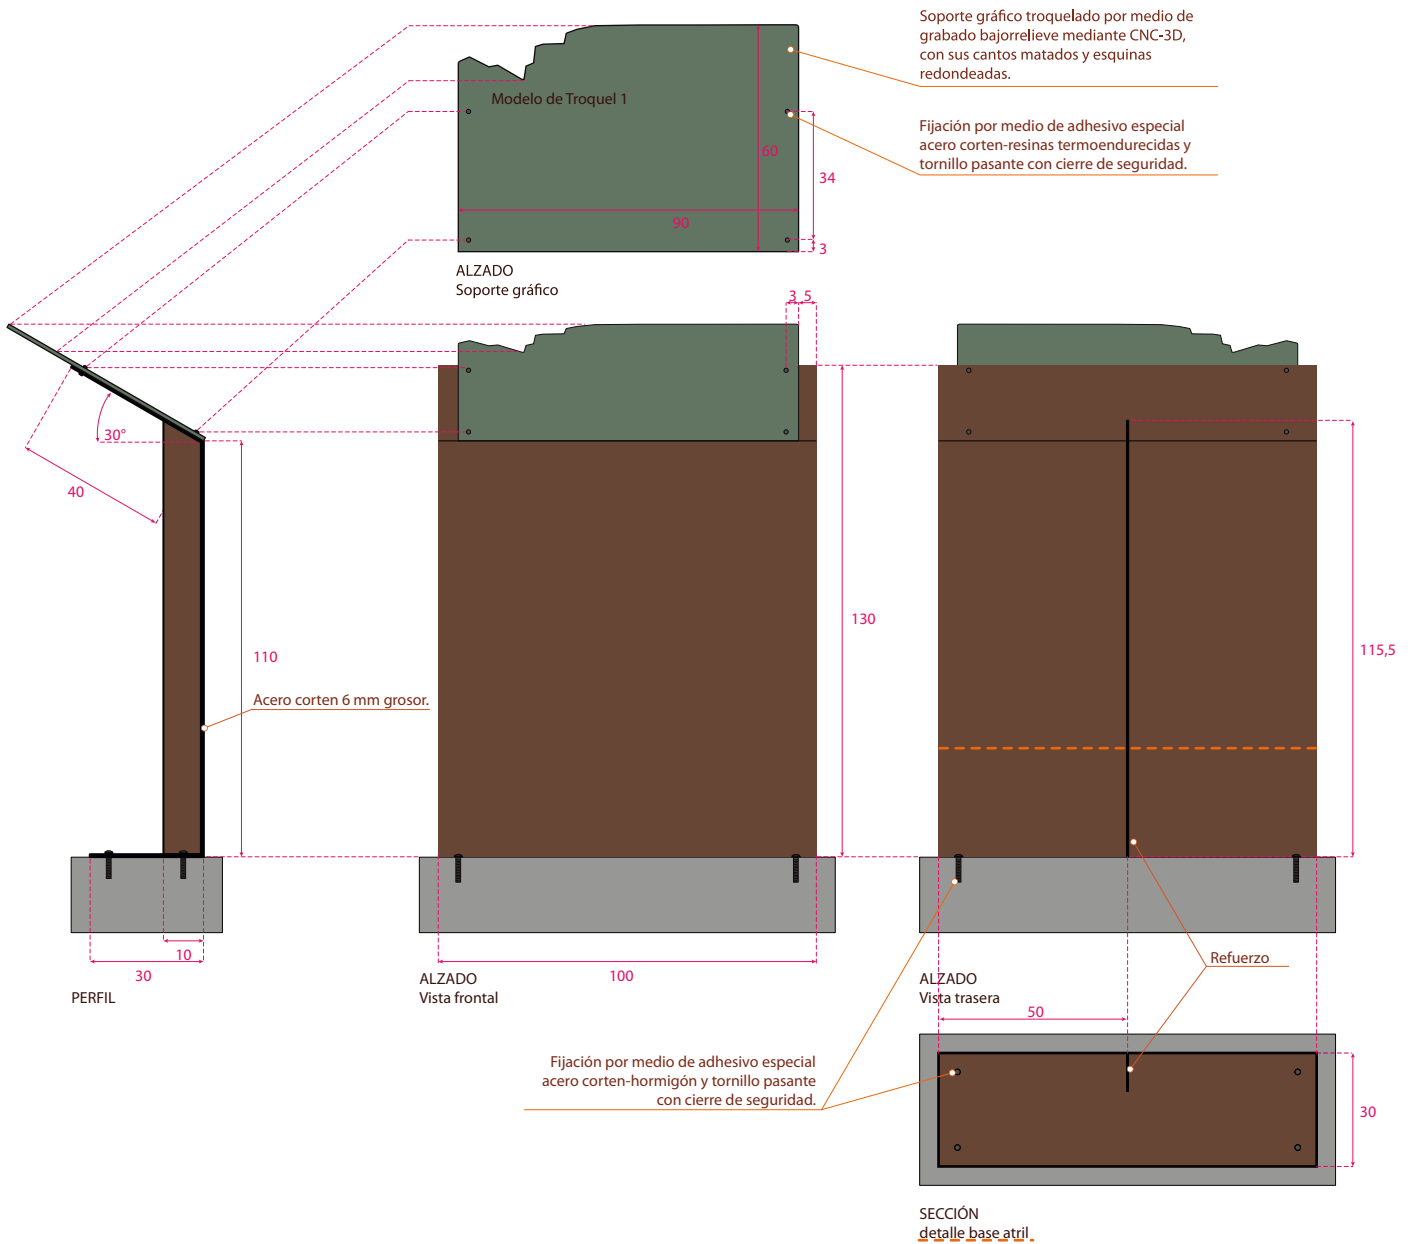 Soporte gráfico troquelado por medio de
grabado bajorrelieve mediante CNC-3D,
con sus cantos matados y esquinas
redondeadas.
Modelo de Troquel 1
Fijación por medio de adhesivo especial
acero corten-resinas termoendurecidas y
tornillo pasante con cierre de seguridad.
60
34
90
3
ALZADO
Soporte gráfico
3 5
30°
40
130
110
115,5
Acero corten 6 mm grosor.
10
30
PERFIL
100
ALZADO
Vista frontal
Refuerzo
ALZADO
Vista trasera
50
Fijación por medio de adhesivo especial
acero corten-hormigón y tornillo pasante
con cierre de seguridad.
30
SECCIÓN
detalle base atril